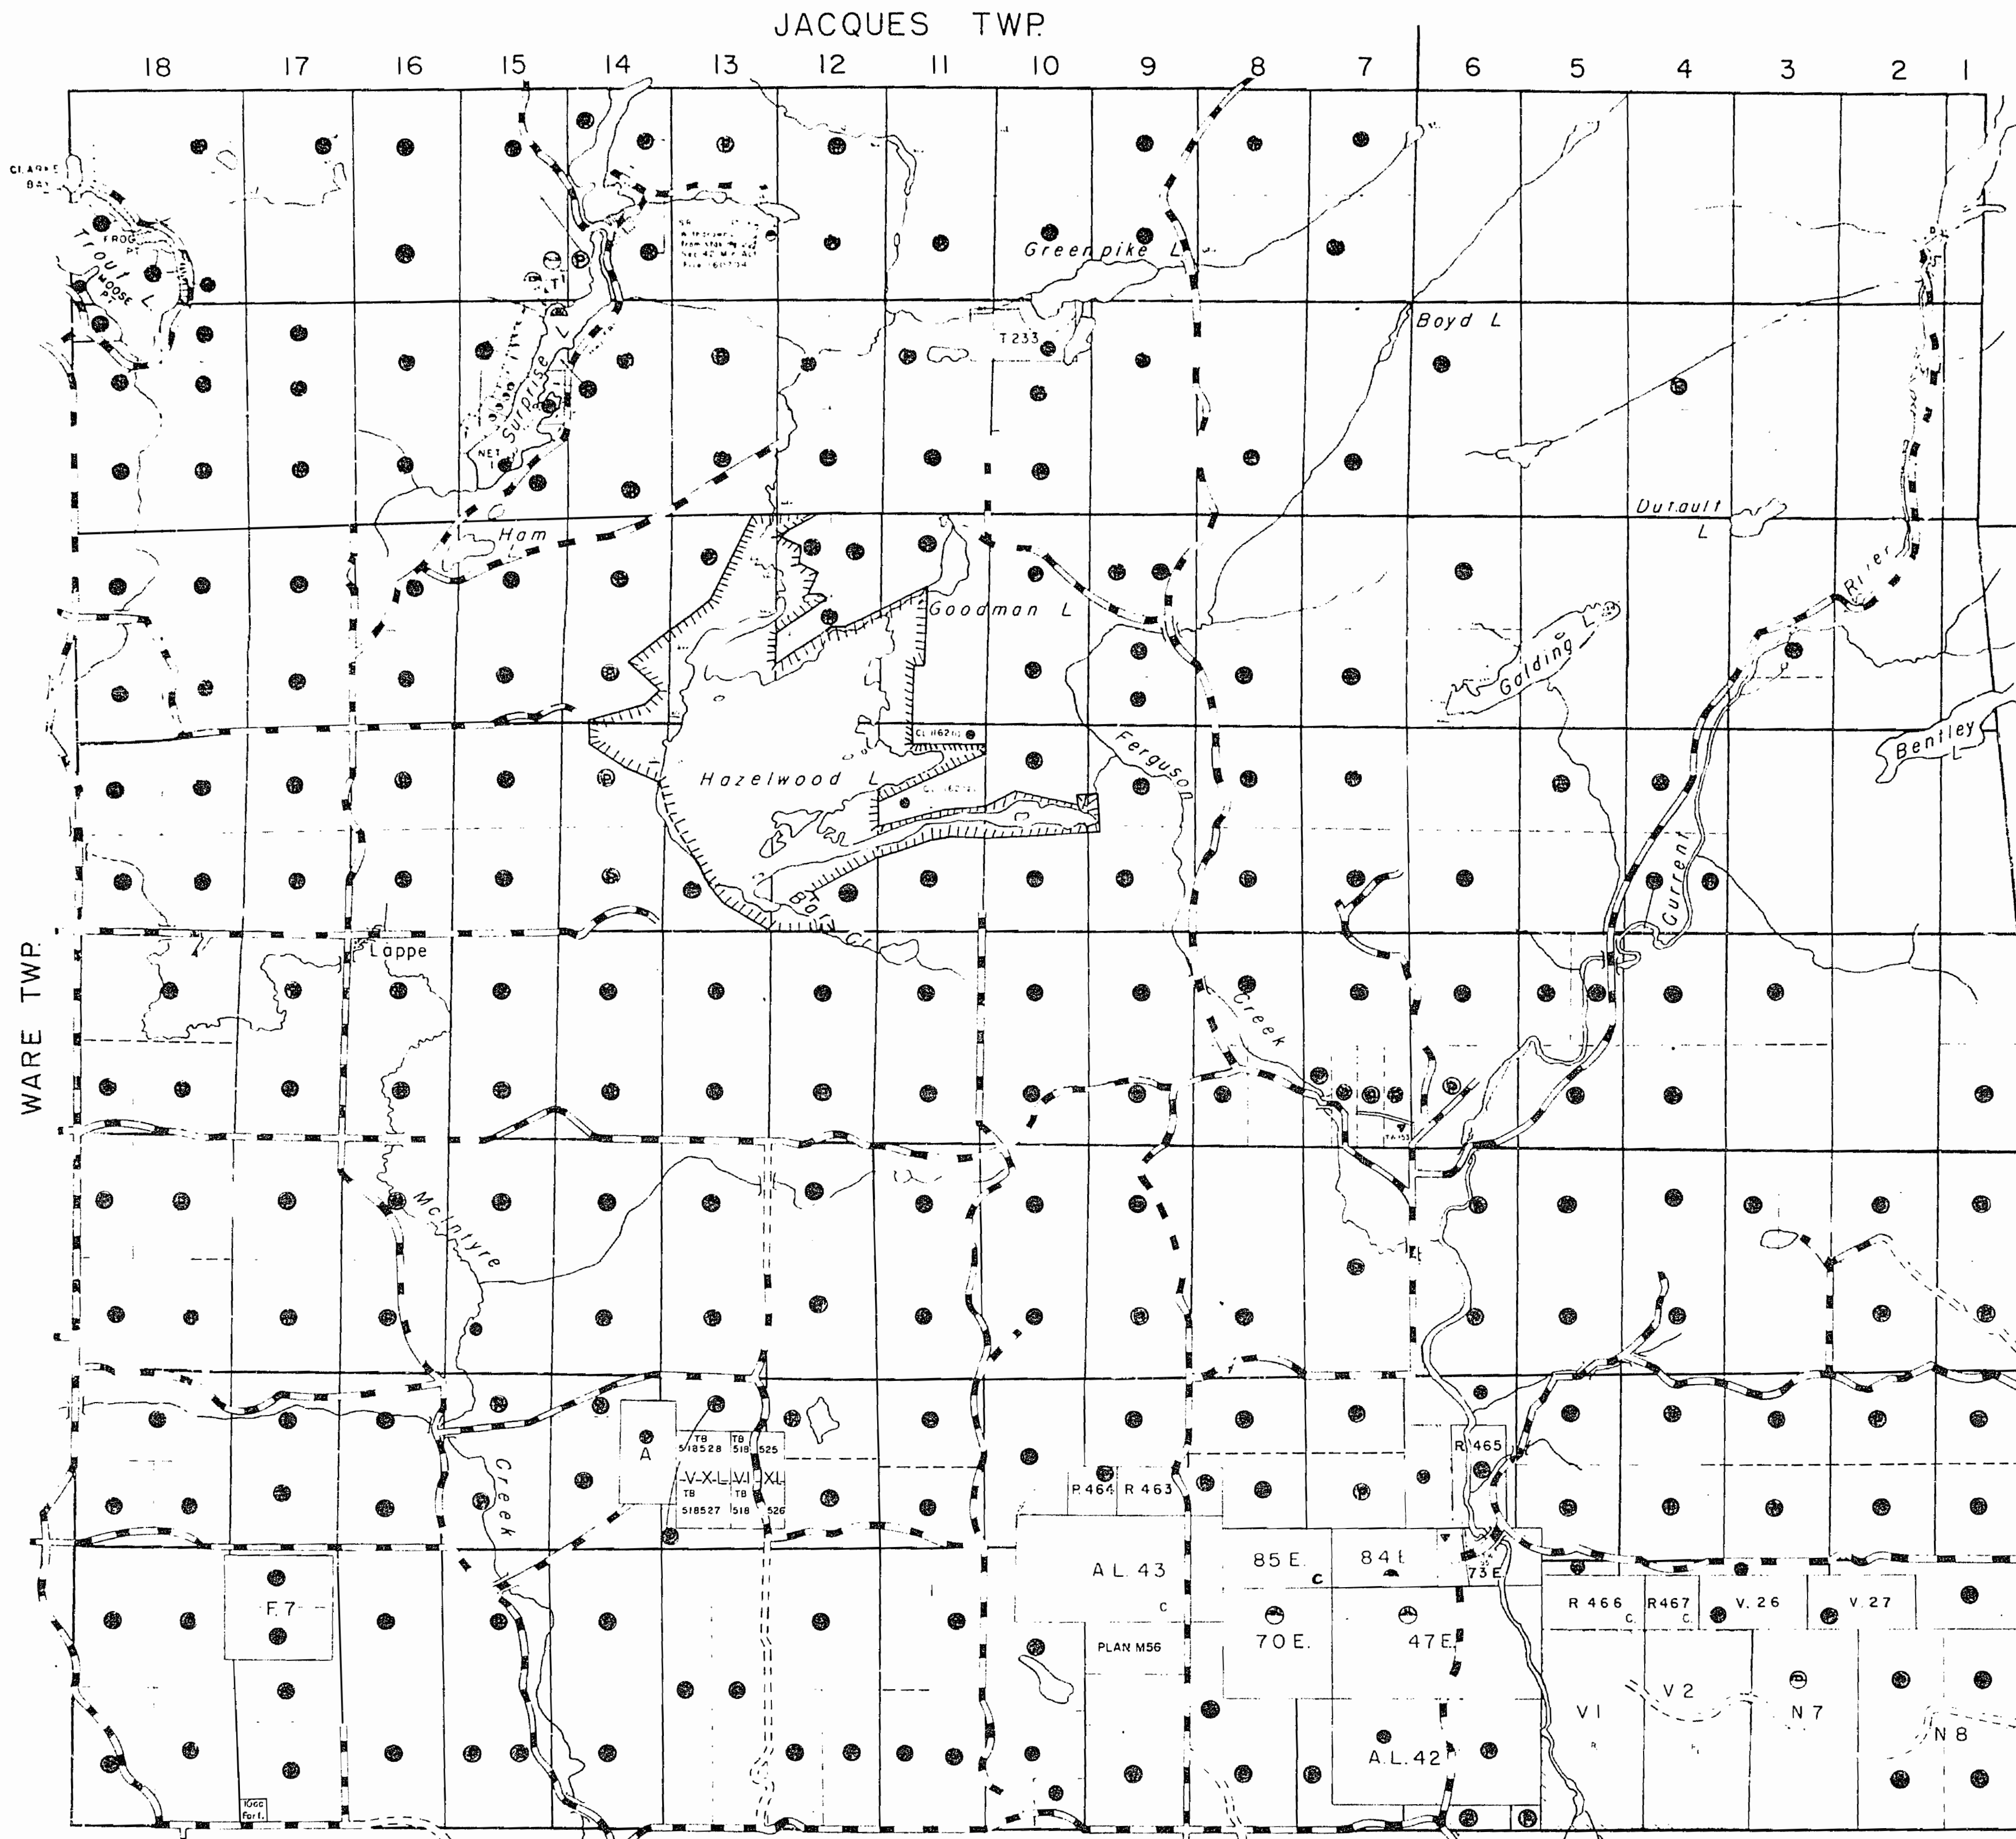 JACQUES TWP.
18 17 16 15 14 13 12 11 10 9 8 7 6 5 4 3 2 1
CLARKE
BAY
FROG
PT
Trout L
MOOSE
PT
Withdrawn
from staking
Greenpike L
T233
Boyd L
Surprise L
Ham
L
Dutault
L
River
Goodman L
Golding L
Bentley
L
Ferguson
Hazelwood L
Current
Lappe
Creek
WARE TWP.
McIntyre
Creek
A
TB
518528
TB
518 525
V-X-L
V I XL
TB
518527
TB
518 526
R 465
R 464
R 463
A.L. 43
C
85 E.
C
84 E
73 E
F. 7
R 466
C.
R 467
C.
V. 26
V. 27
70 E.
47 E.
PLAN M56
V 1
V 2
N 7
N 8
A.L. 42